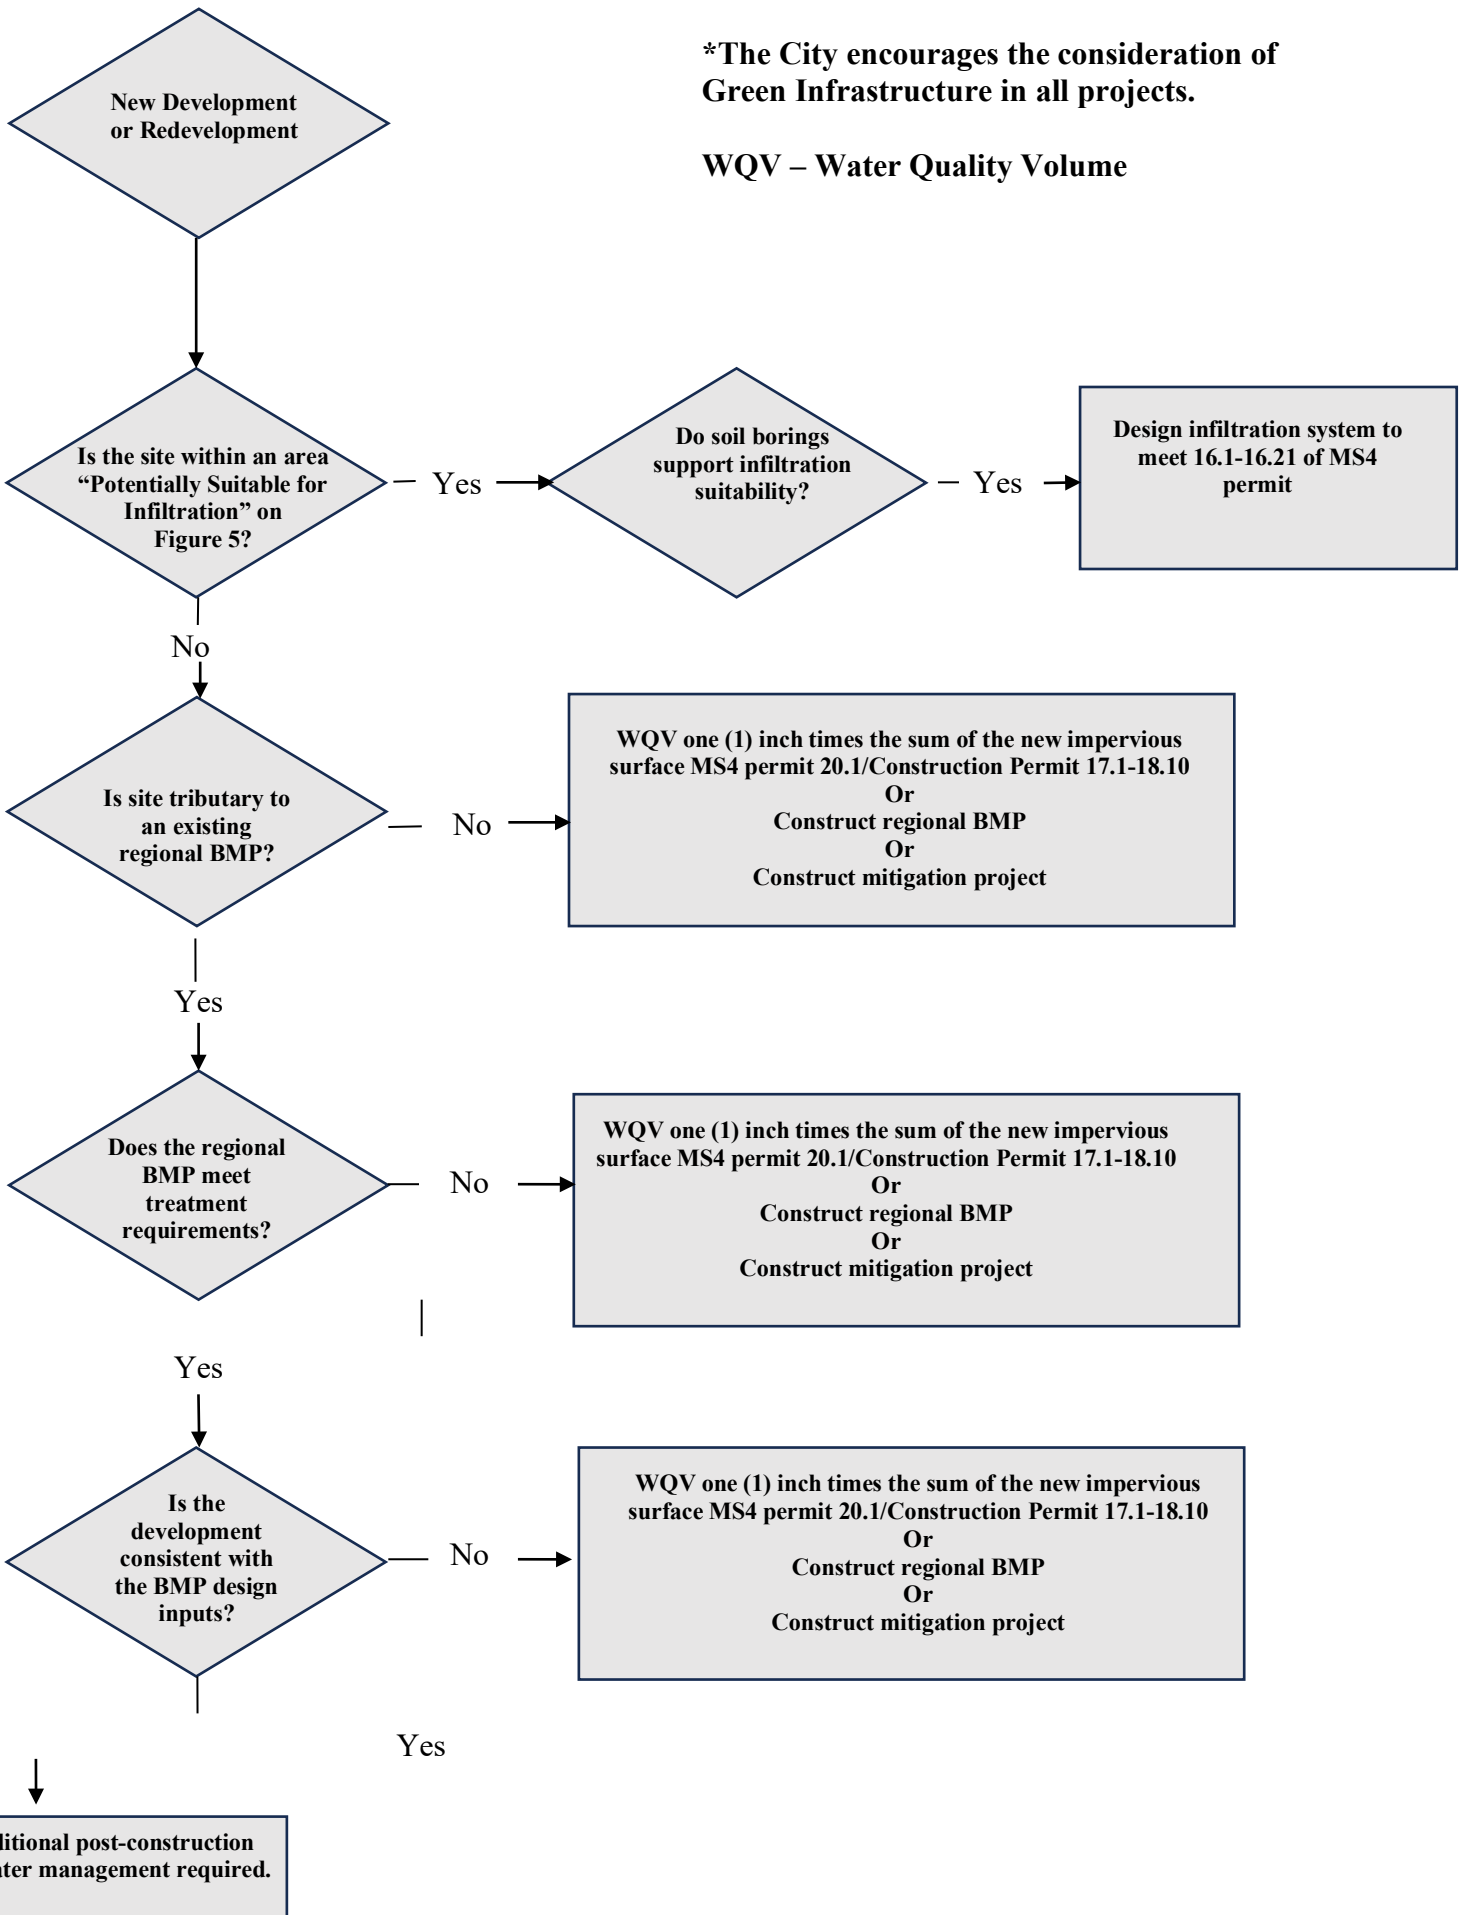 *The City encourages the consideration of
Green Infrastructure in all projects.
WQV – Water Quality Volume
New Development
or Redevelopment
Is the site within an area
“Potentially Suitable for
Infiltration” on
Figure 5?
Yes
Do soil borings
support infiltration
suitability?
Yes
Design infiltration system to
meet 16.1-16.21 of MS4
permit
No
Is site tributary to
an existing
regional BMP?
No
WQV one (1) inch times the sum of the new impervious
surface MS4 permit 20.1/Construction Permit 17.1-18.10
Or
Construct regional BMP
Or
Construct mitigation project
Yes
Does the regional
BMP meet
treatment
requirements?
No
WQV one (1) inch times the sum of the new impervious
surface MS4 permit 20.1/Construction Permit 17.1-18.10
Or
Construct regional BMP
Or
Construct mitigation project
Yes
Is the
development
consistent with
the BMP design
inputs?
No
WQV one (1) inch times the sum of the new impervious
surface MS4 permit 20.1/Construction Permit 17.1-18.10
Or
Construct regional BMP
Or
Construct mitigation project
Yes
post-construction
management required.